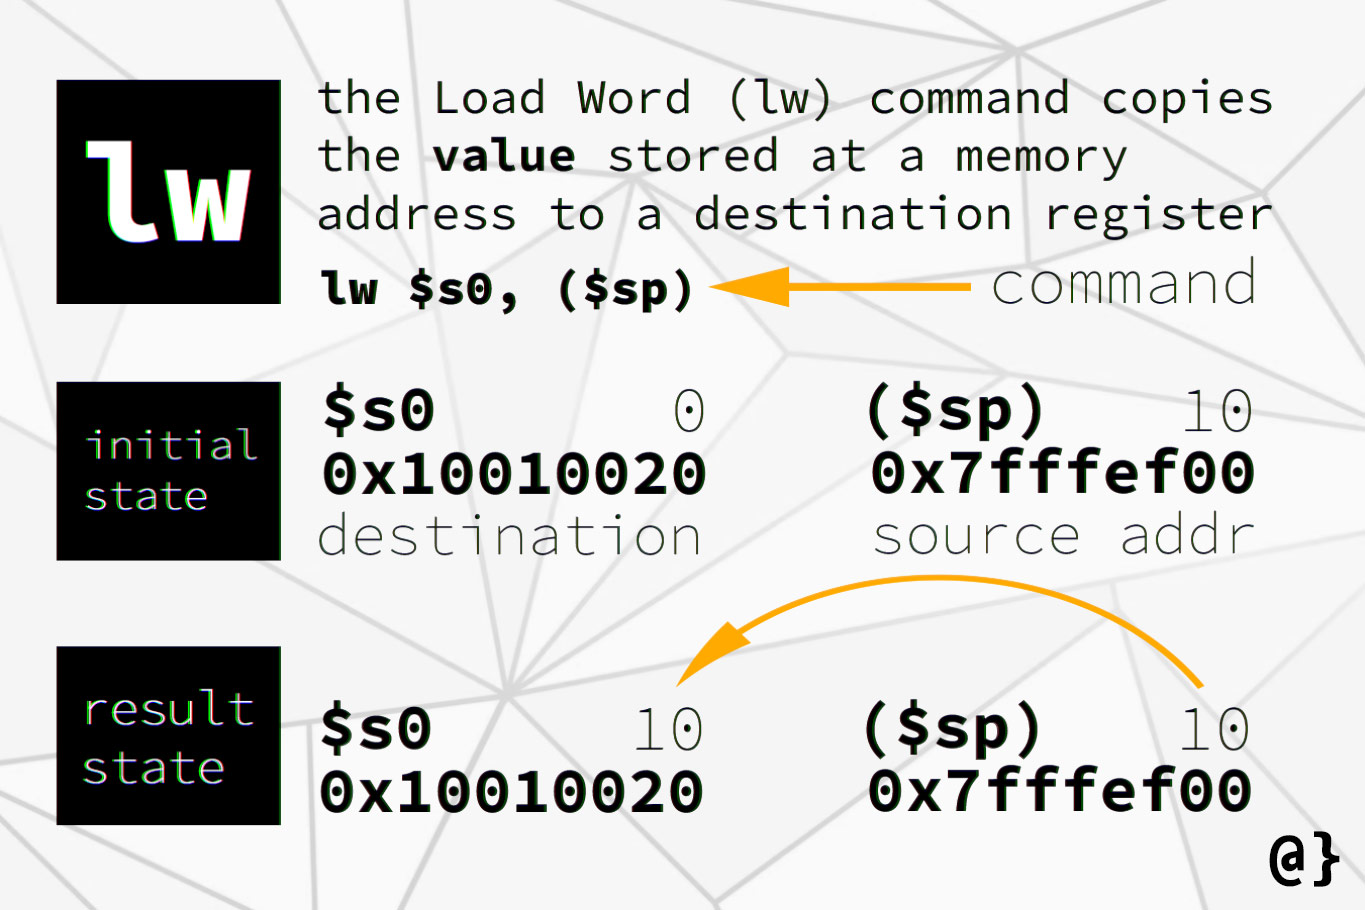 lw
the Load Word (lw) command copies
the value stored at a memory
address to a destination register
lw $s0, ($sp)
command
initial
state
$s0 0
0x10010020
destination
($sp) 10
0x7fffef00
source addr
result
state
$s0 10
0x10010020
($sp) 10
0x7fffef00
@}